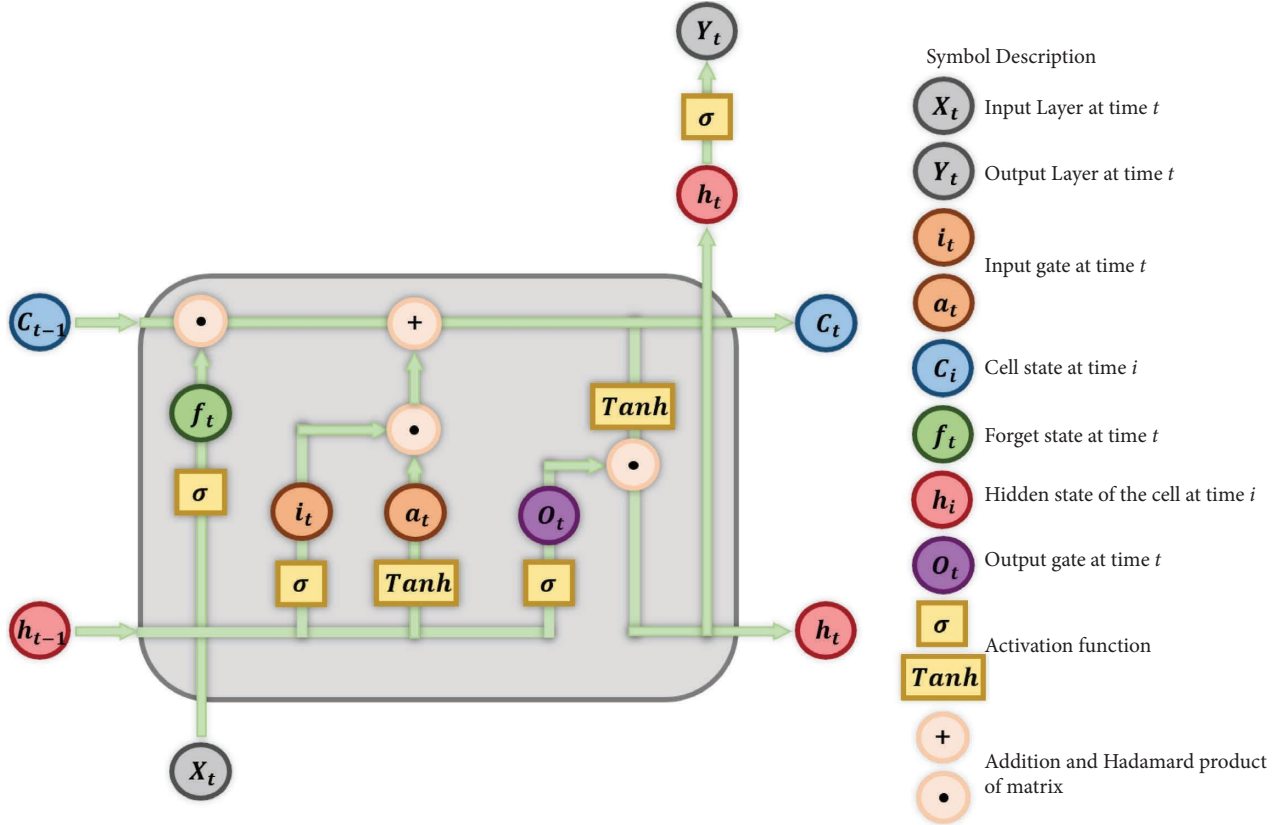 Y_t
σ
h_t
C_{t−1}
+
C_t
f_t
Tanh
σ
i_t
a_t
O_t
σ
Tanh
σ
h_{t−1}
h_t
X_t
Symbol Description
X_t Input Layer at time t
Y_t Output Layer at time t
i_t
Input gate at time t
a_t
C_i Cell state at time i
f_t Forget state at time t
h_i Hidden state of the cell at time i
O_t Output gate at time t
σ
Activation function
Tanh
+
Addition and Hadamard product
of matrix